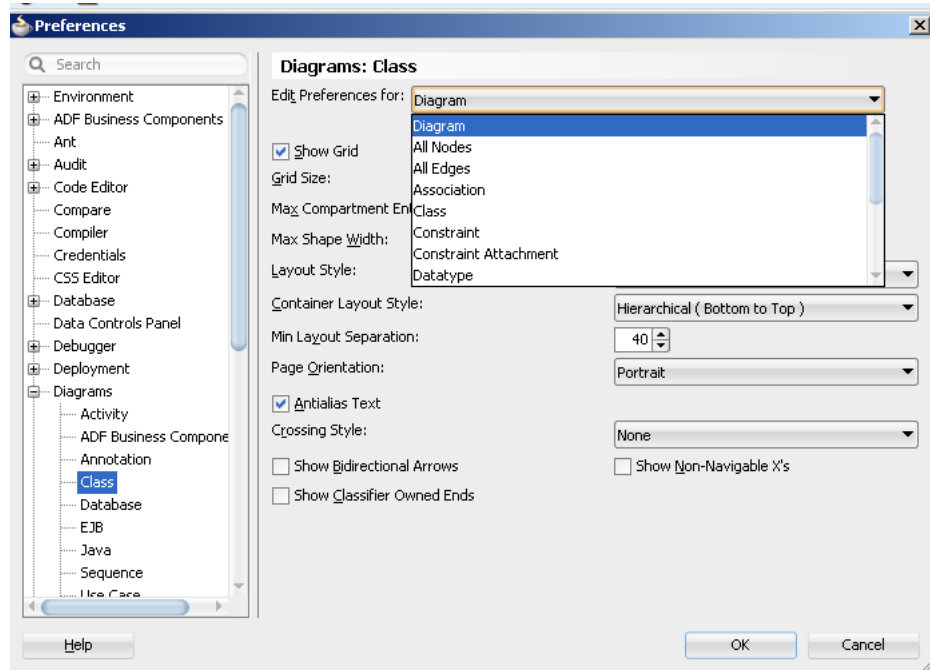 Preferences
Search
Environment
ADF Business Components
Ant
Audit
Code Editor
Compare
Compiler
Credentials
CSS Editor
Database
Data Controls Panel
Debugger
Deployment
Diagrams
Activity
ADF Business Compone
Annotation
Class
Database
EJB
Java
Sequence
Use Case
Diagrams: Class
Edit Preferences for: Diagram
Diagram
All Nodes
All Edges
Association
Class
Constraint
Constraint Attachment
Datatype
Show Grid
Grid Size:
Max Compartment Ent
Max Shape Width:
Layout Style:
Container Layout Style: Hierarchical ( Bottom to Top )
Min Layout Separation: 40
Page Orientation: Portrait
Antialias Text
Crossing Style: None
Show Bidirectional Arrows Show Non-Navigable X's
Show Classifier Owned Ends
Help OK Cancel